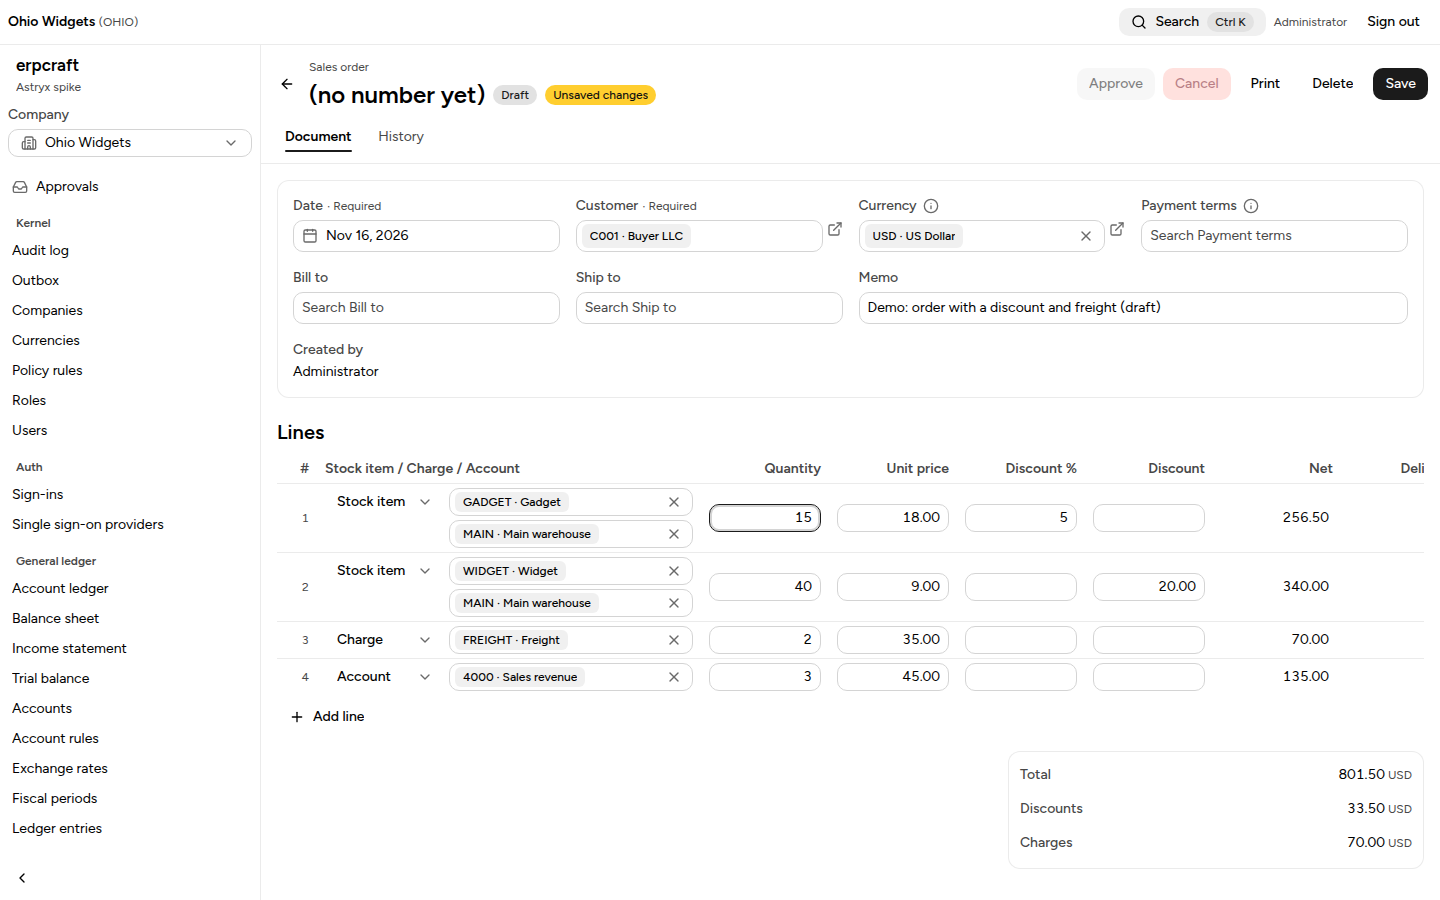 Ohio Widgets (OHIO)
Search Ctrl K Administrator Sign out
erpcraft
Astryx spike
Company
Ohio Widgets
Approvals
Kernel
Audit log
Outbox
Companies
Currencies
Policy rules
Roles
Users
Auth
Sign-ins
Single sign-on providers
General ledger
Account ledger
Balance sheet
Income statement
Trial balance
Accounts
Account rules
Exchange rates
Fiscal periods
Ledger entries
Sales order
(no number yet) Draft Unsaved changes
Approve Cancel Print Delete Save
Document History
Date · Required Customer · Required Currency Payment terms
Nov 16, 2026 C001 · Buyer LLC USD · US Dollar Search Payment terms
Bill to Ship to Memo
Search Bill to Search Ship to Demo: order with a discount and freight (draft)
Created by
Administrator
Lines
# Stock item / Charge / Account Quantity Unit price Discount % Discount Net Deli
1 Stock item GADGET · Gadget 15 18.00 5 256.50
MAIN · Main warehouse
2 Stock item WIDGET · Widget 40 9.00 20.00 340.00
MAIN · Main warehouse
3 Charge FREIGHT · Freight 2 35.00 70.00
4 Account 4000 · Sales revenue 3 45.00 135.00
Add line
Total 801.50 USD
Discounts 33.50 USD
Charges 70.00 USD